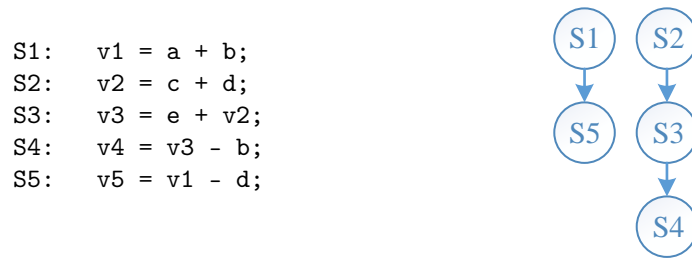 S1: v1 = a + b;
S2: v2 = c + d;
S3: v3 = e + v2;
S4: v4 = v3 - b;
S5: v5 = v1 - d;
S1 S2
S5 S3
S4